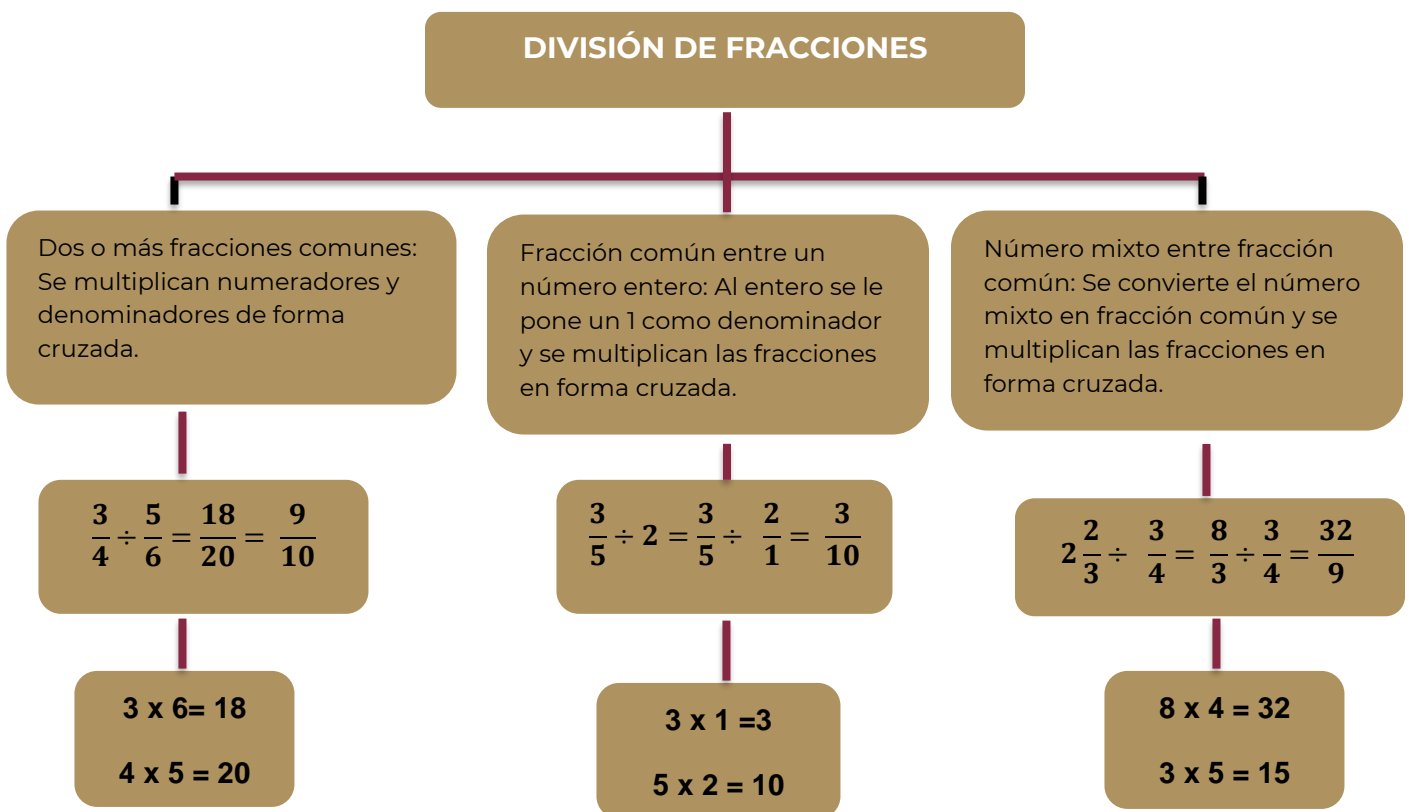 DIVISIÓN DE FRACCIONES
Dos o más fracciones comunes:
Se multiplican numeradores y
denominadores de forma
cruzada.
3/4 ÷ 5/6 = 18/20 = 9/10
3 x 6= 18
4 x 5 = 20
Fracción común entre un
número entero: Al entero se le
pone un 1 como denominador
y se multiplican las fracciones
en forma cruzada.
3/5 ÷ 2 = 3/5 ÷ 2/1 = 3/10
3 x 1 =3
5 x 2 = 10
Número mixto entre fracción
común: Se convierte el número
mixto en fracción común y se
multiplican las fracciones en
forma cruzada.
2 2/3 ÷ 3/4 = 8/3 ÷ 3/4 = 32/9
8 x 4 = 32
3 x 5 = 15